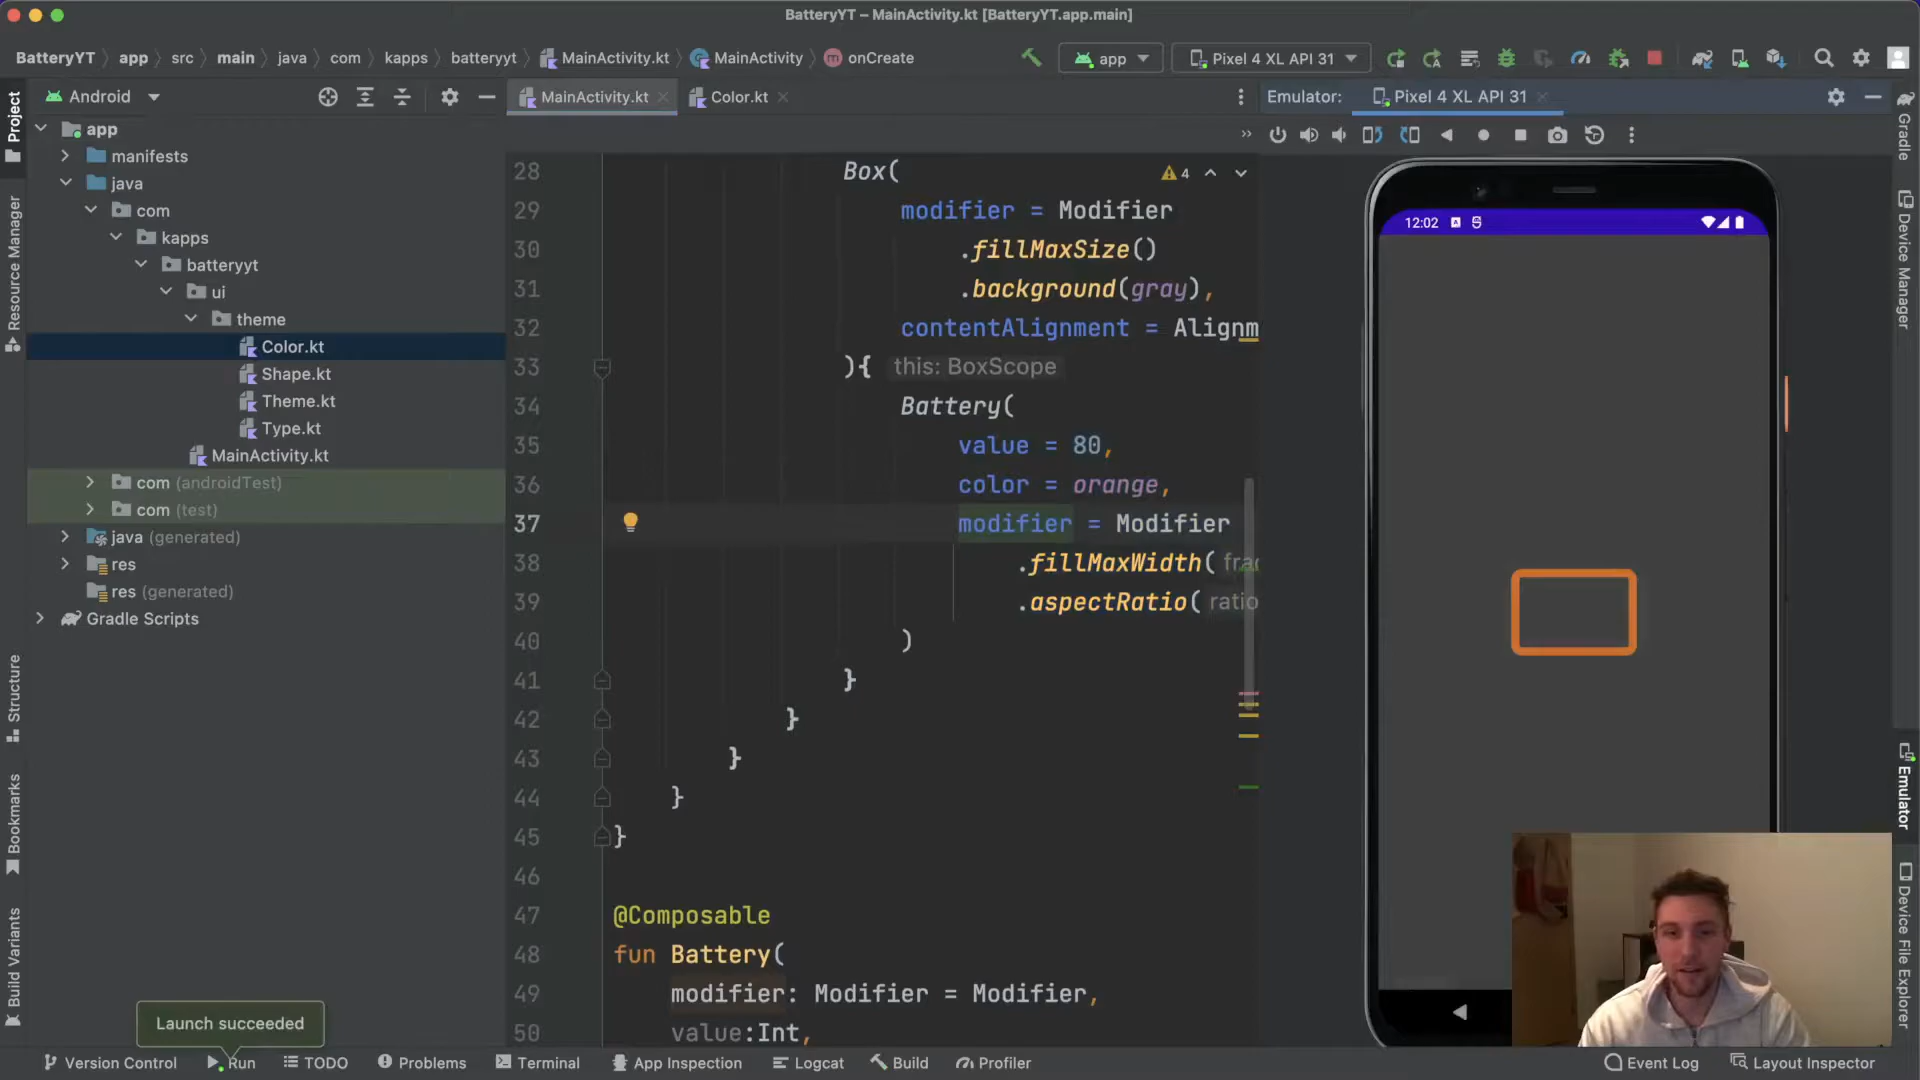 BatteryYT – MainActivity.kt [BatteryYT.app.main]
BatteryYT
app
src
main
java
com
kapps
batteryyt
MainActivity.kt
MainActivity
onCreate
app
Pixel 4 XL API 31
Android
MainActivity.kt
Color.kt
Emulator:
Pixel 4 XL API 31
Project
Resource Manager
Structure
Bookmarks
Build Variants
app
manifests
java
com
kapps
batteryyt
ui
theme
Color.kt
Shape.kt
Theme.kt
Type.kt
MainActivity.kt
com (androidTest)
com (test)
java (generated)
res
res (generated)
Gradle Scripts
4
28 Box(
29 modifier = Modifier
30 .fillMaxSize()
31 .background(gray),
32 contentAlignment = Alignm
33 ){ this: BoxScope
34 Battery(
35 value = 80,
36 color = orange,
37 modifier = Modifier
38 .fillMaxWidth( frac
39 .aspectRatio( ratio
40 )
41 }
42 }
43 }
44 }
45 }
46
47 @Composable
48 fun Battery(
49 modifier: Modifier = Modifier,
50 value:Int,
12:02
Gradle
Device Manager
Emulator
Device File Explorer
Launch succeeded
Version Control
Run
TODO
Problems
Terminal
App Inspection
Logcat
Build
Profiler
Event Log
Layout Inspector